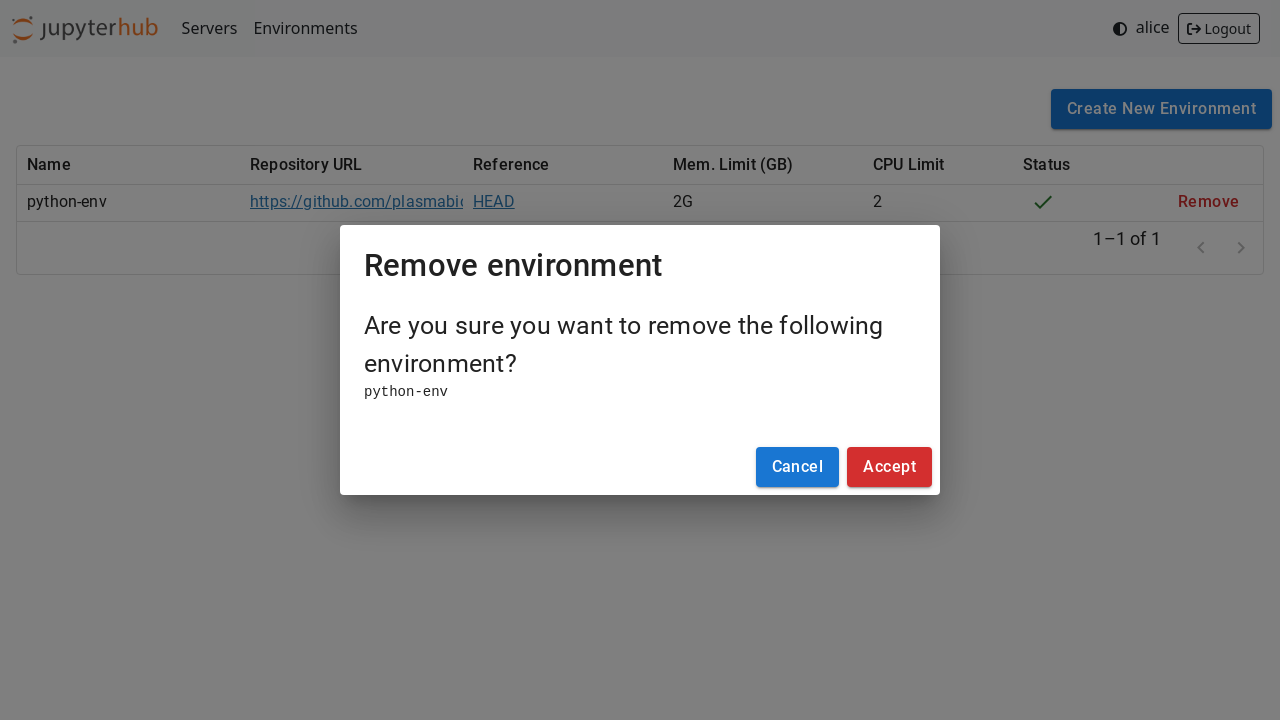 jupyterhub Servers Environments alice Logout
Create New Environment
Name Repository URL Reference Mem. Limit (GB) CPU Limit Status
python-env https://github.com/plasmabio HEAD 2G 2 Remove
1–1 of 1
Remove environment
Are you sure you want to remove the following
environment?
python-env
Cancel Accept